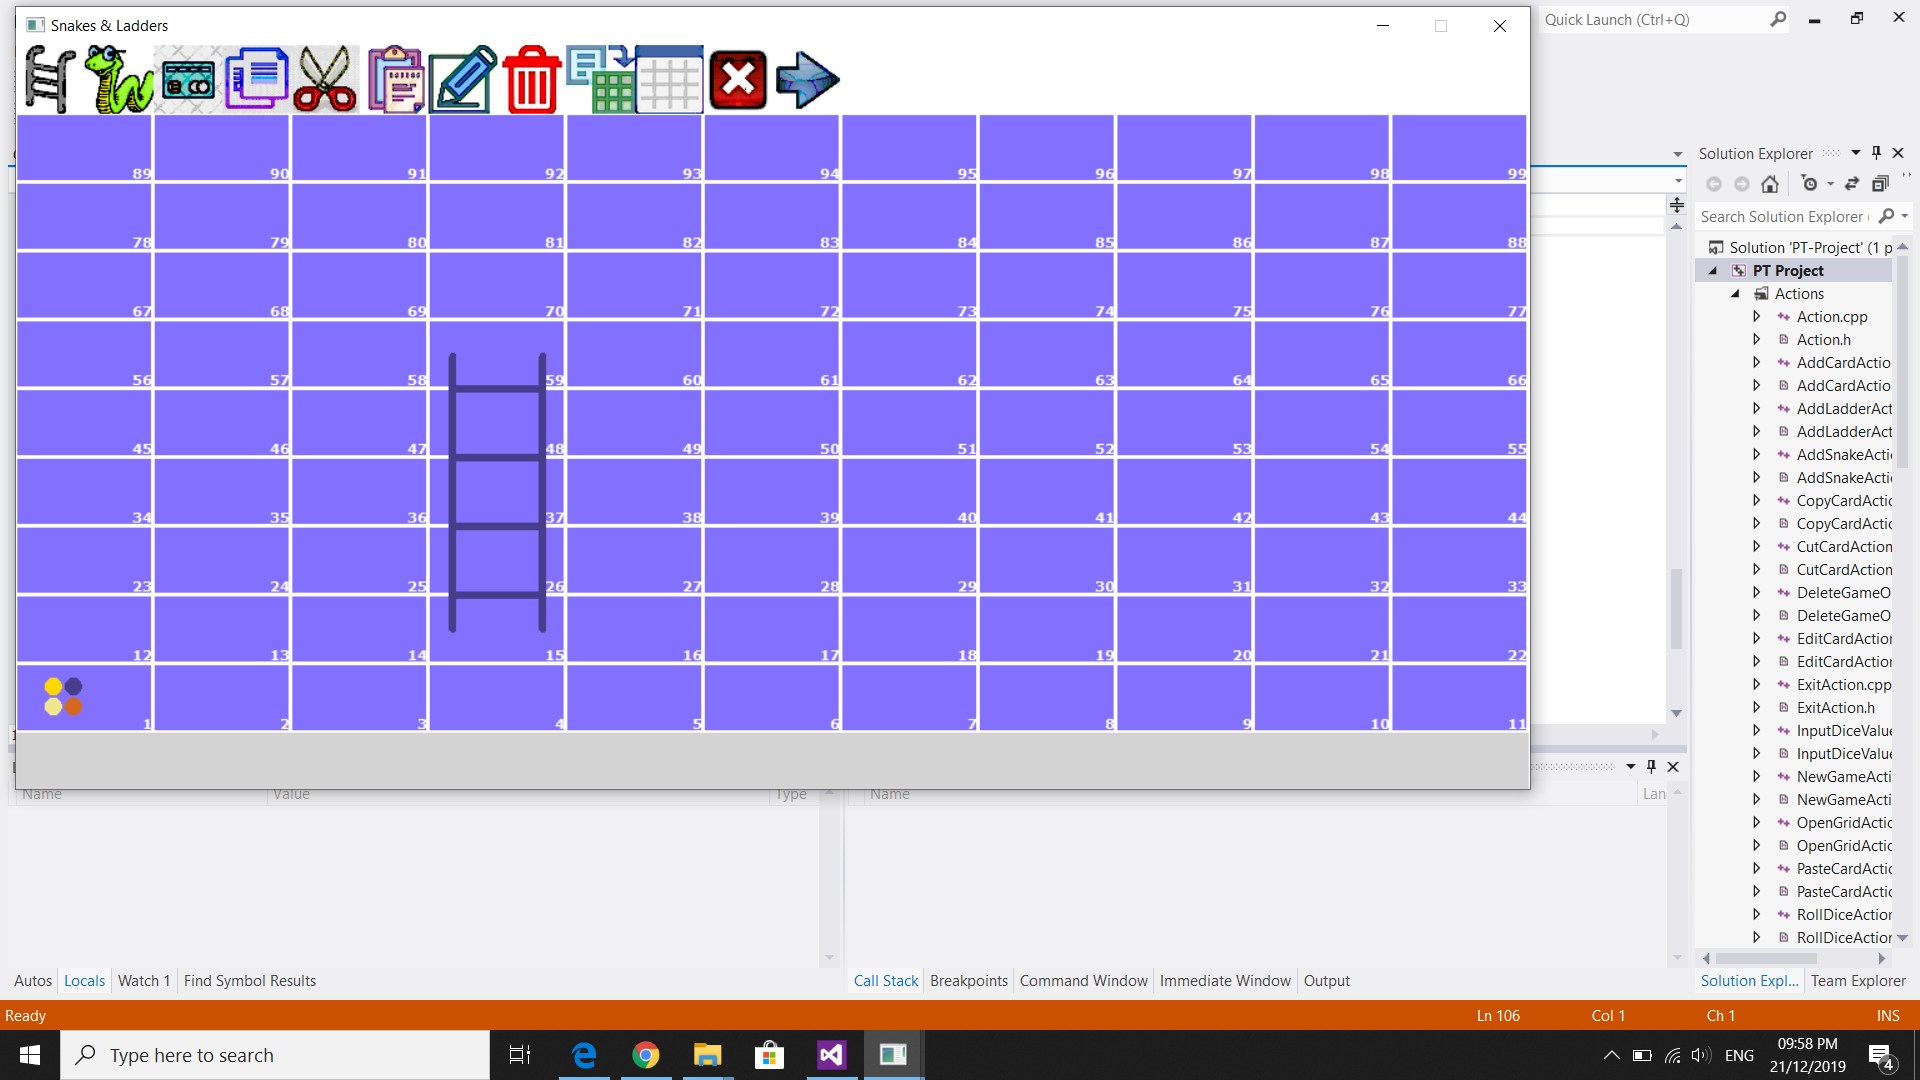 Snakes & Ladders
Quick Launch (Ctrl+Q)
89 90 91 92 93 94 95 96 97 98 99
78 79 80 81 82 83 84 85 86 87 88
67 68 69 70 71 72 73 74 75 76 77
56 57 58 59 60 61 62 63 64 65 66
45 46 47 48 49 50 51 52 53 54 55
34 35 36 37 38 39 40 41 42 43 44
23 24 25 26 27 28 29 30 31 32 33
12 13 14 15 16 17 18 19 20 21 22
1 2 3 4 5 6 7 8 9 10 11
Solution Explorer
Search Solution Explorer (
Solution 'PT-Project' (1 p
PT Project
Actions
Action.cpp
Action.h
AddCardActio
AddCardActio
AddLadderAct
AddLadderAct
AddSnakeActi
AddSnakeActi
CopyCardActic
CopyCardActic
CutCardAction
CutCardAction
DeleteGameO
DeleteGameO
EditCardAction
EditCardAction
ExitAction.cpp
ExitAction.h
InputDiceValue
InputDiceValue
NewGameActi
NewGameActi
OpenGridActic
OpenGridActic
PasteCardActic
PasteCardActic
RollDiceAction
RollDiceAction
Name Value Type
Name Lan
Autos Locals Watch 1 Find Symbol Results
Call Stack Breakpoints Command Window Immediate Window Output
Solution Expl... Team Explorer
Ready Ln 106 Col 1 Ch 1 INS
Type here to search
ENG
09:58 PM
21/12/2019
4